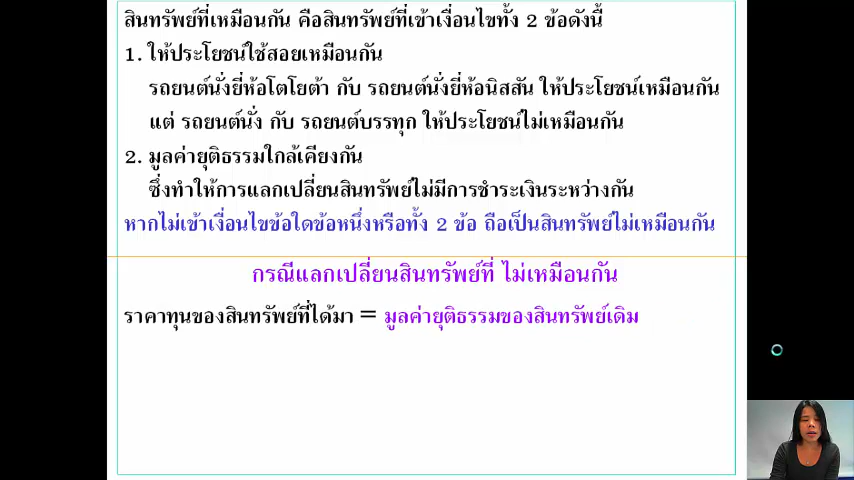 สินทรัพย์ที่เหมือนกัน คือสินทรัพย์ที่เข้าเงื่อนไขทั้ง 2 ข้อดังนี้
1. ให้ประโยชน์ใช้สอยเหมือนกัน
รถยนต์นั่งยี่ห้อโตโยต้า กับ รถยนต์นั่งยี่ห้อนิสสัน ให้ประโยชน์เหมือนกัน
แต่ รถยนต์นั่ง กับ รถยนต์บรรทุก ให้ประโยชน์ไม่เหมือนกัน
2. มูลค่ายุติธรรมใกล้เคียงกัน
ซึ่งทำให้การแลกเปลี่ยนสินทรัพย์ไม่มีการชำระเงินระหว่างกัน
หากไม่เข้าเงื่อนไขข้อใดข้อหนึ่งหรือทั้ง 2 ข้อ ถือเป็นสินทรัพย์ไม่เหมือนกัน
กรณีแลกเปลี่ยนสินทรัพย์ที่ ไม่เหมือนกัน
ราคาทุนของสินทรัพย์ที่ได้มา = มูลค่ายุติธรรมของสินทรัพย์เดิม